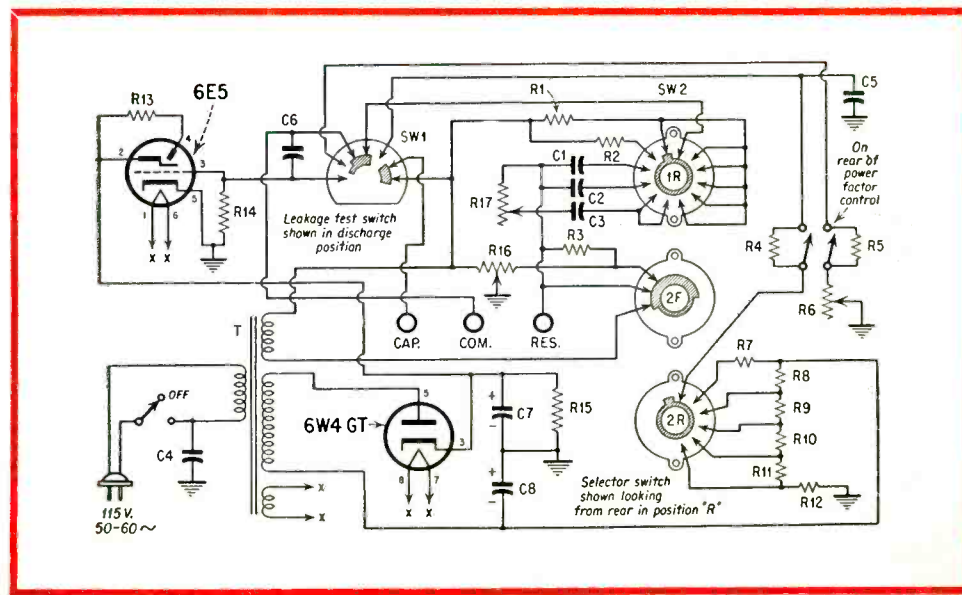 R13
6E5
4
2
3
5
1
6
X X
R14
C6
SW1
Leakage test switch
shown in discharge
position
R1
SW2
R2
1R
C1
C2
C3
R17
R3
R16
2F
C5
On
rear of
power
factor
control
R4
R5
R6
CAP.
COM.
RES.
T
OFF
C4
115 V.
50-60~
X
X
6W4 GT
5
3
8
7
X X
+
C7
-
+
C8
-
R15
R7
R8
R9
R10
R11
R12
2R
Selector switch
shown looking
from rear in position "R"